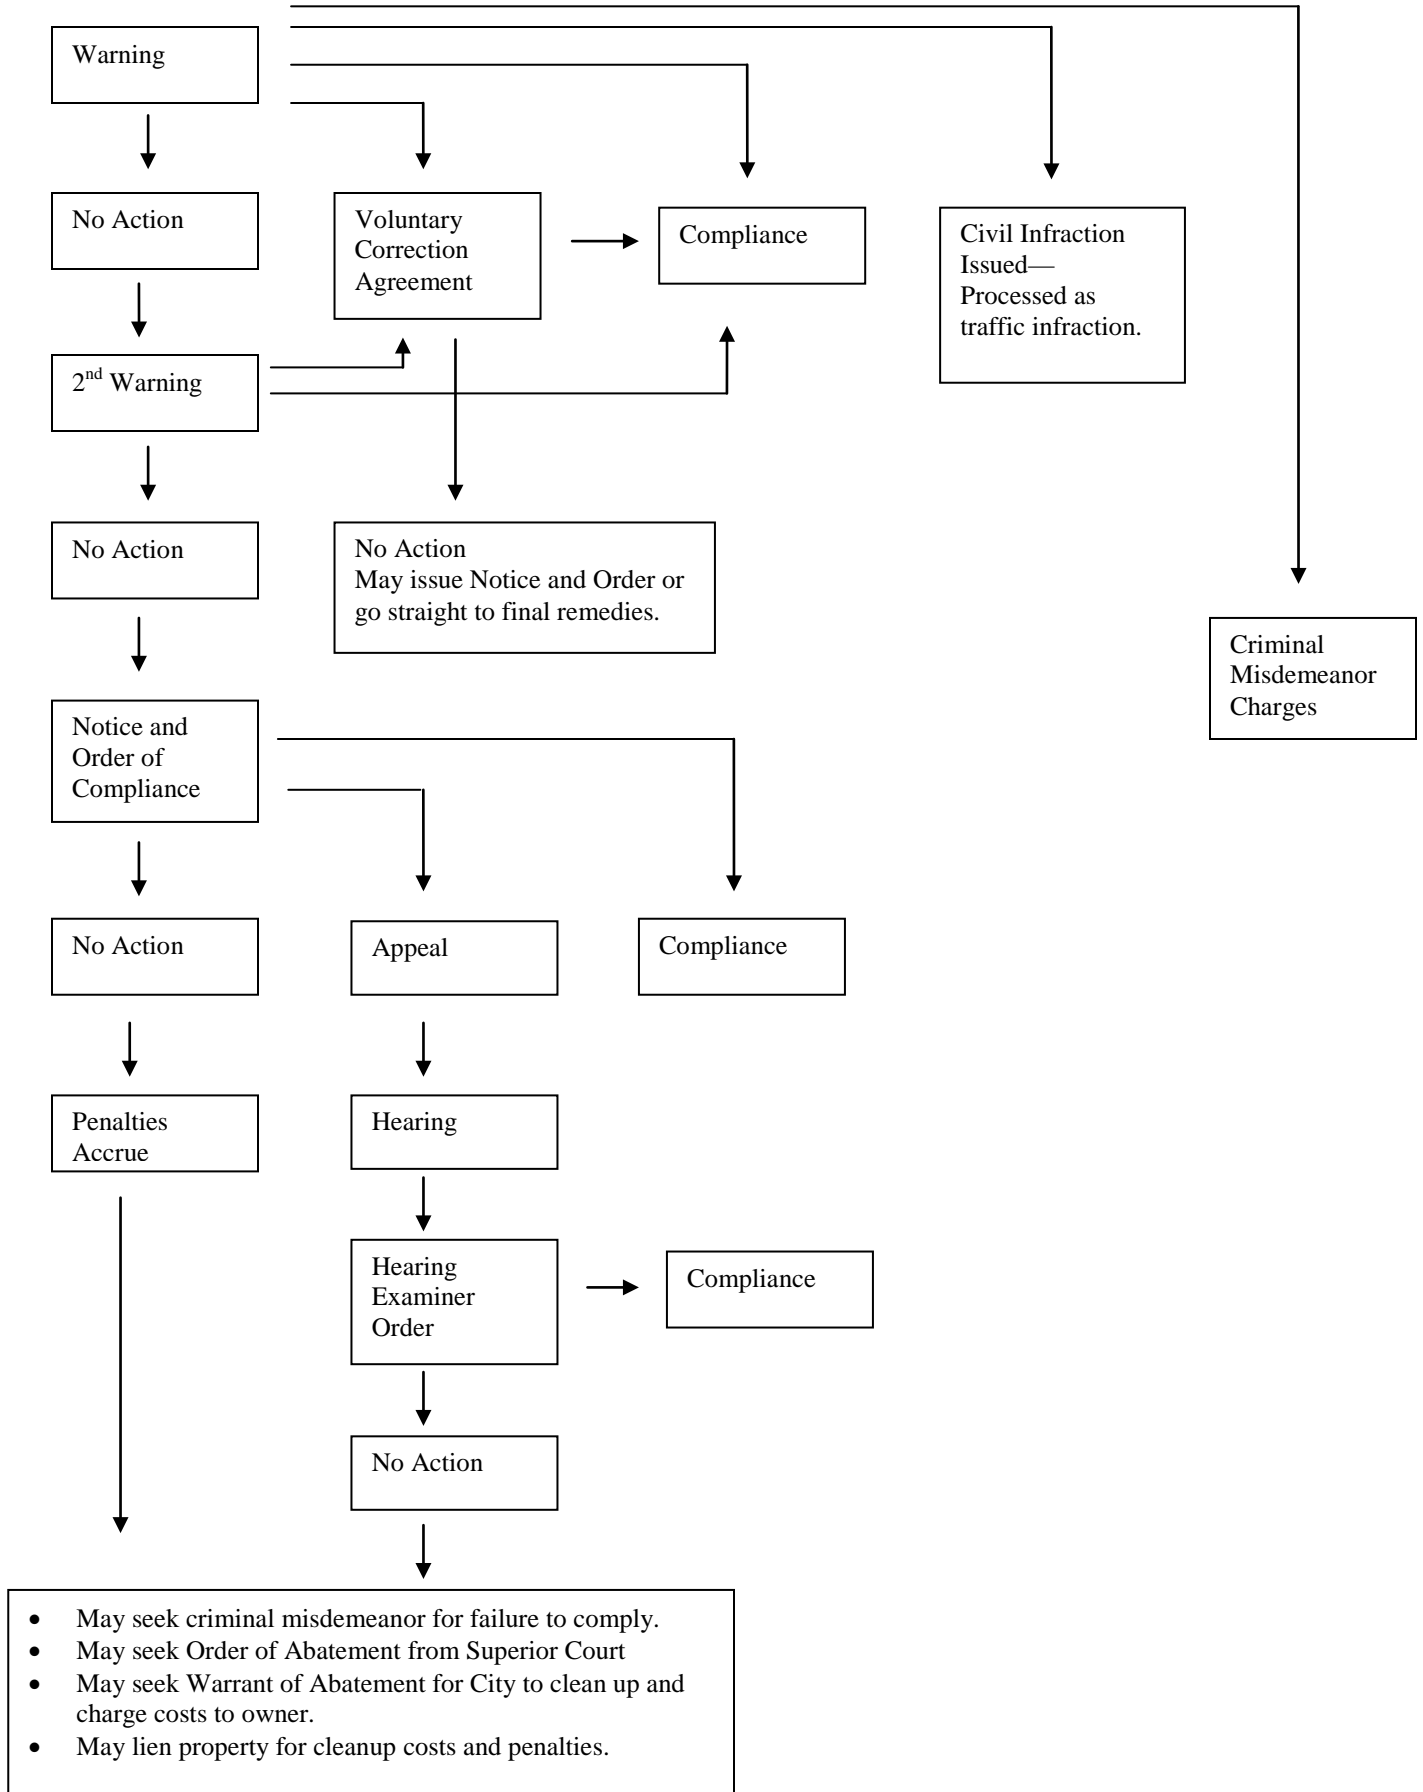 Warning
No Action
Voluntary
Correction
Agreement
Compliance
Civil Infraction
Issued—
Processed as
traffic infraction.
2nd Warning
No Action
No Action
May issue Notice and Order or
go straight to final remedies.
Criminal
Misdemeanor
Charges
Notice and
Order of
Compliance
No Action
Appeal
Compliance
Penalties
Accrue
Hearing
Hearing
Examiner
Order
Compliance
No Action
• May seek criminal misdemeanor for failure to comply.
• May seek Order of Abatement from Superior Court
• May seek Warrant of Abatement for City to clean up and
charge costs to owner.
• May lien property for cleanup costs and penalties.